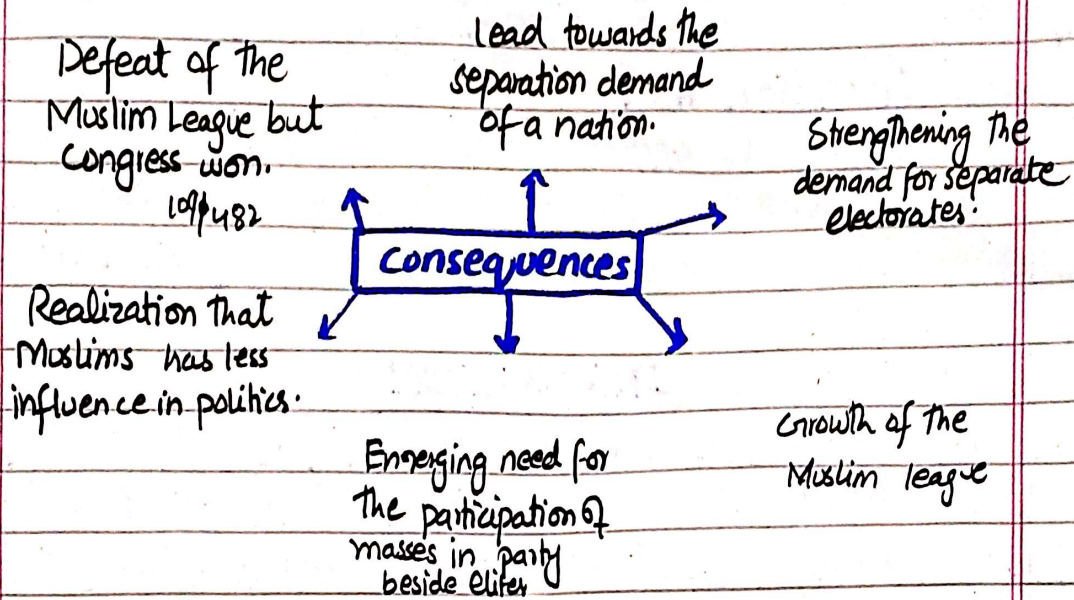 Defeat of the
Muslim League but
Congress won.
109/482
lead towards the
separation demand
of a nation.
Strengthening the
demand for separate
electorates.
Consequences
Realization that
Muslims has less
influence in politics.
Emerging need for
the participation of
masses in party
beside elites
Growth of the
Muslim league